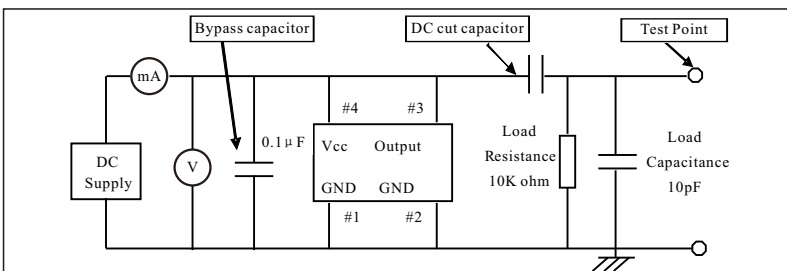 Bypass capacitor
DC cut capacitor
Test Point
mA
#4
#3
0.1μF
Vcc Output
Load
Resistance
10K ohm
Load
Capacitance
10pF
DC
Supply
V
GND GND
#1
#2